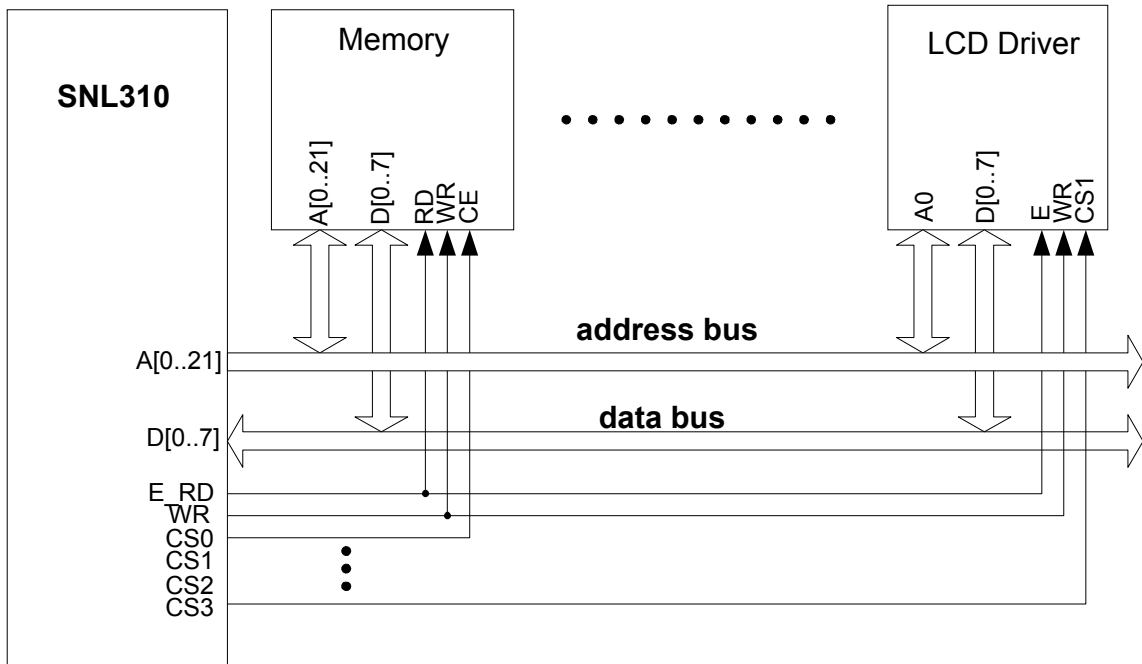 SNL310
Memory
LCD Driver
A[0..21]
D[0..7]
RD
WR
CE
A0
D[0..7]
E
WR
CS1
address bus
A[0..21]
data bus
D[0..7]
E_RD
WR
CS0
CS1
CS2
CS3